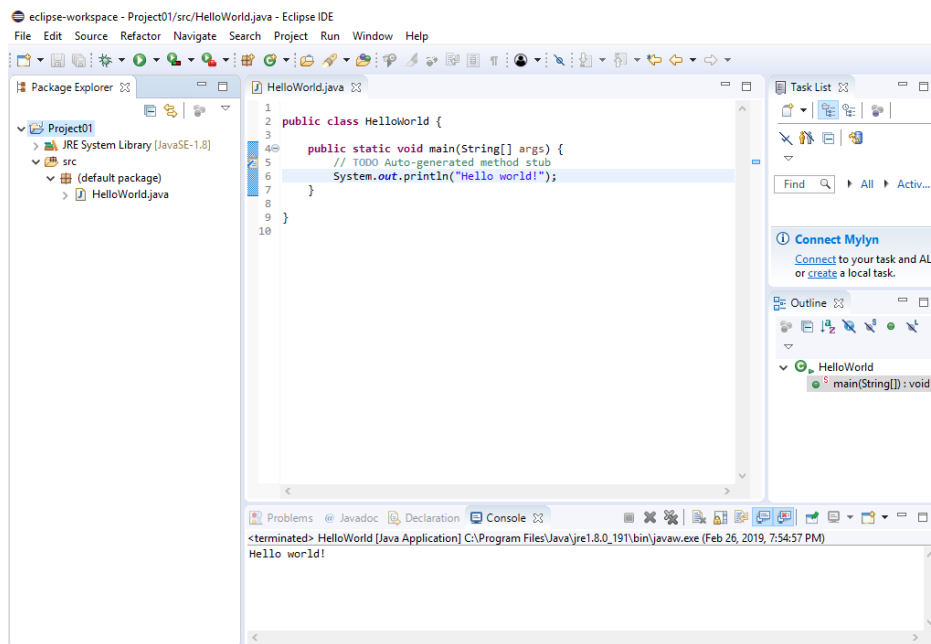 eclipse-workspace - Project01/src/HelloWorld.java - Eclipse IDE
File Edit Source Refactor Navigate Search Project Run Window Help
Package Explorer
Project01
JRE System Library [JavaSE-1.8]
src
(default package)
HelloWorld.java
HelloWorld.java
1
2 public class HelloWorld {
3
4 public static void main(String[] args) {
5 // TODO Auto-generated method stub
6 System.out.println("Hello world!");
7 }
8
9 }
10
Task List
Find All Activ...
Connect Mylyn
Connect to your task and AL
or create a local task.
Outline
HelloWorld
main(String[]) : void
Problems @ Javadoc Declaration Console
<terminated> HelloWorld [Java Application] C:\Program Files\Java\jre1.8.0_191\bin\javaw.exe (Feb 26, 2019, 7:54:57 PM)
Hello world!